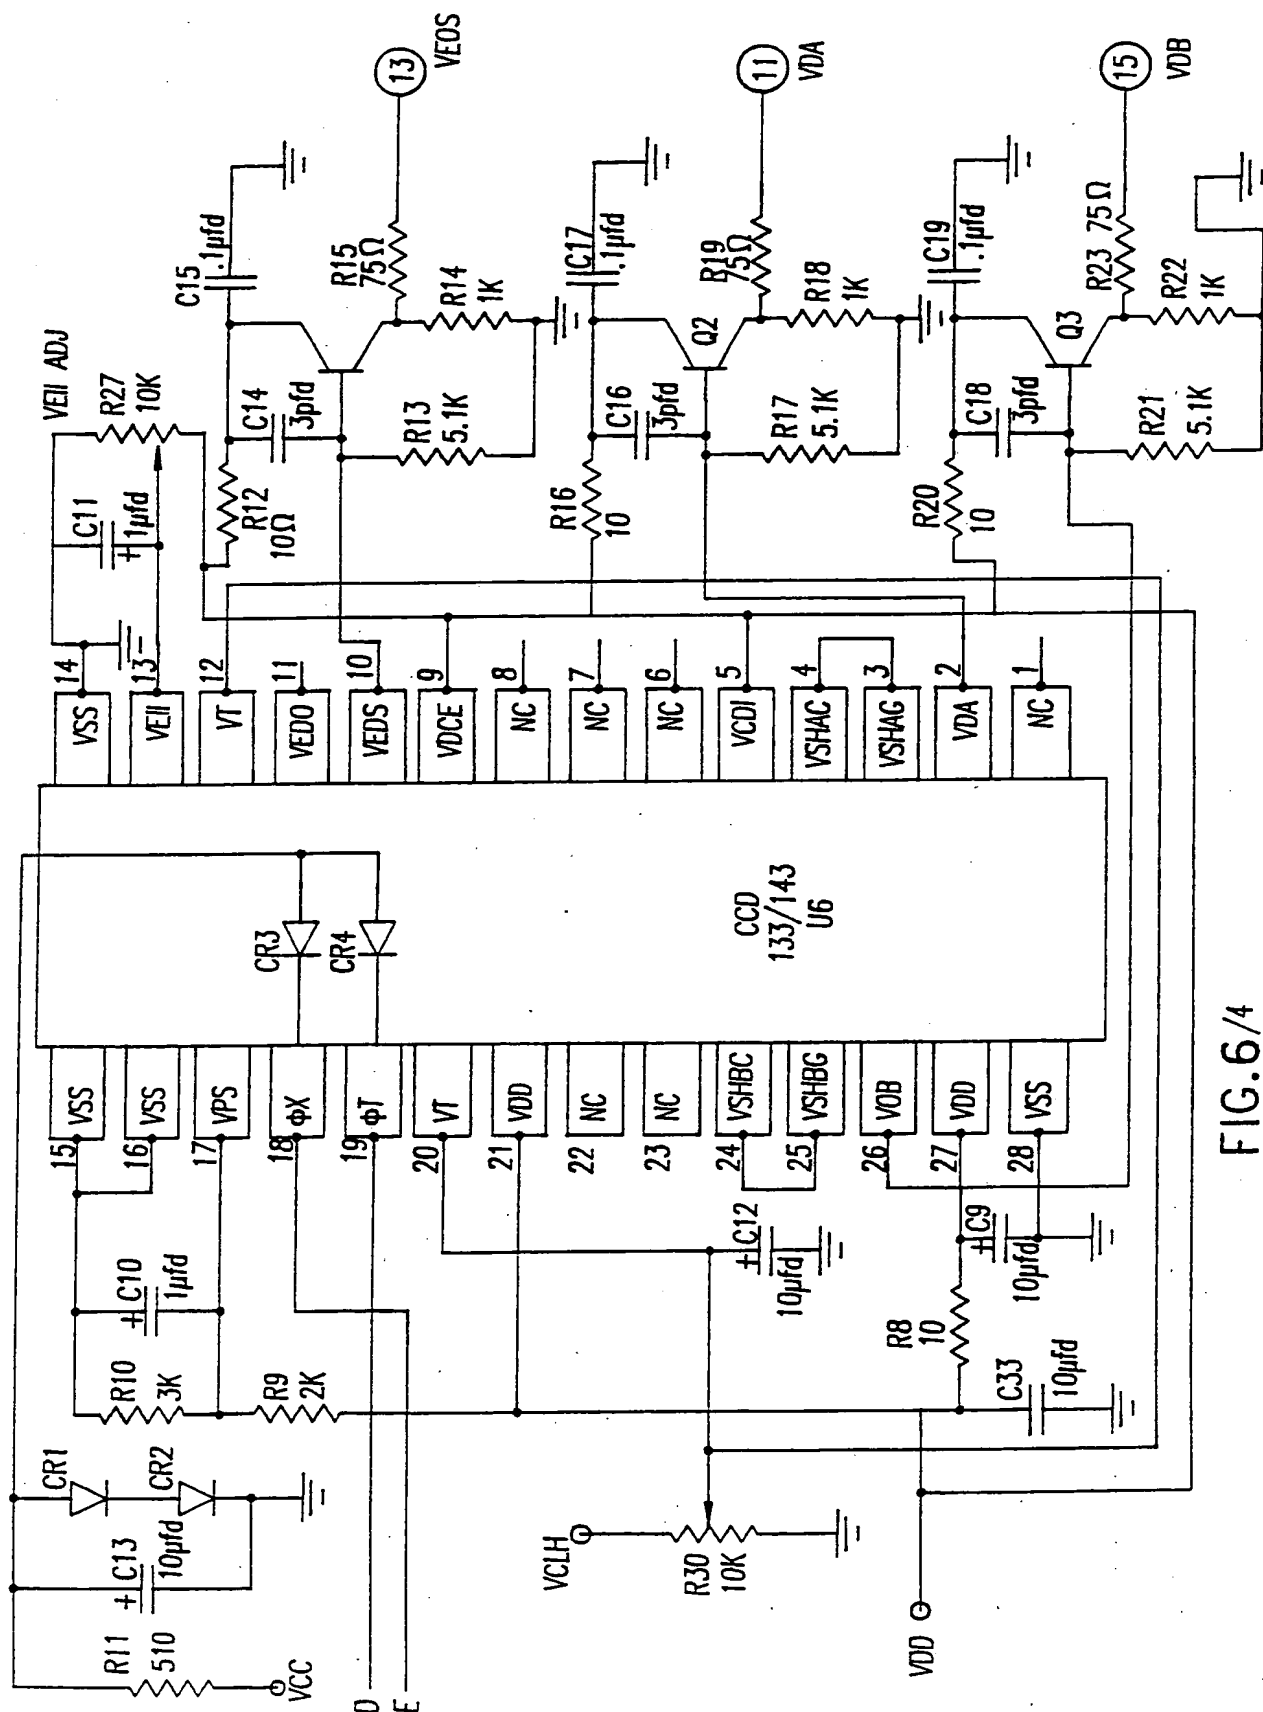 VEII ADJ
R27
10K
C11
+
1µfd
C15
.1µfd
R12
10Ω
C14
3pfd
R15
75Ω
R14
1K
R13
5.1K
13
VEOS
R16
10
C16
3pfd
C17
.1µfd
Q2
R19
75Ω
R18
1K
R17
5.1K
11
VDA
R20
10
C18
3pfd
C19
.1µfd
Q3
R23 75Ω
R22
1K
R21
5.1K
15
VDB
VSS 14
VEII 13
VT 12
VEDO 11
VEDS 10
VDCE 9
NC 8
NC 7
NC 6
VCDI 5
VSHAC 4
VSHAG 3
VDA 2
NC 1
CR3
CR4
CCD
133/143
U6
15 VSS
16 VSS
17 VPS
18 ΦX
19 ΦT
20 VT
21 VDD
22 NC
23 NC
24 VSHBC
25 VSHBG
26 VOB
27 VDD
28 VSS
+
C10
1µfd
R10
3K
R9
2K
+
C12
10µfd
+
C9
10µfd
R8
10
C33
10µfd
CR1
CR2
+
C13
10µfd
R11
510
VCC
D
E
VCLH
R30
10K
VDD
FIG.6/4